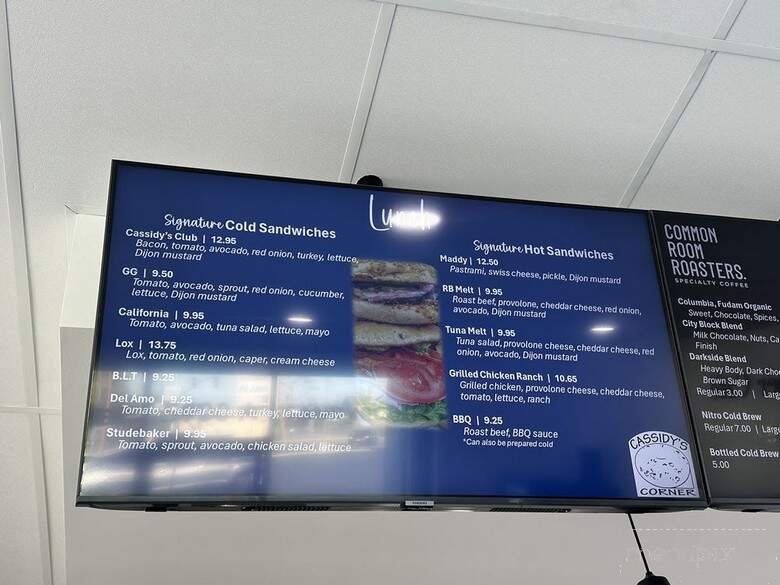 Lunch
Signature Cold Sandwiches
Cassidy's Club | 12.95
Bacon, tomato, avocado, red onion, turkey, lettuce,
Dijon mustard
GG | 9.50
Tomato, avocado, sprout, red onion, cucumber,
lettuce, Dijon mustard
California | 9.95
Tomato, avocado, tuna salad, lettuce, mayo
Lox | 13.75
Lox, tomato, red onion, caper, cream cheese
B.L.T | 9.25
Del Amo | 9.25
Tomato, cheddar cheese, turkey, lettuce, mayo
Studebaker | 9.95
Tomato, sprout, avocado, chicken salad, lettuce
Signature Hot Sandwiches
Maddy | 12.50
Pastrami, swiss cheese, pickle, Dijon mustard
RB Melt | 9.95
Roast beef, provolone, cheddar cheese, red onion,
avocado, Dijon mustard
Tuna Melt | 9.95
Tuna salad, provolone cheese, cheddar cheese, red
onion, avocado, Dijon mustard
Grilled Chicken Ranch | 10.65
Grilled chicken, provolone cheese, cheddar cheese,
tomato, lettuce, ranch
BBQ | 9.25
Roast beef, BBQ sauce
*Can also be prepared cold
CASSIDY'S
CORNER
COMMON
ROOM
ROASTERS.
SPECIALTY COFFEE
Columbia, Fudam Organic
Sweet, Chocolate, Spices,
City Block Blend
Milk Chocolate, Nuts, Ca
Finish
Darkside Blend
Heavy Body, Dark Cho
Brown Sugar
Regular 3.00 | Larg
Nitro Cold Brew
Regular 7.00 | Large
Bottled Cold Brew
5.00